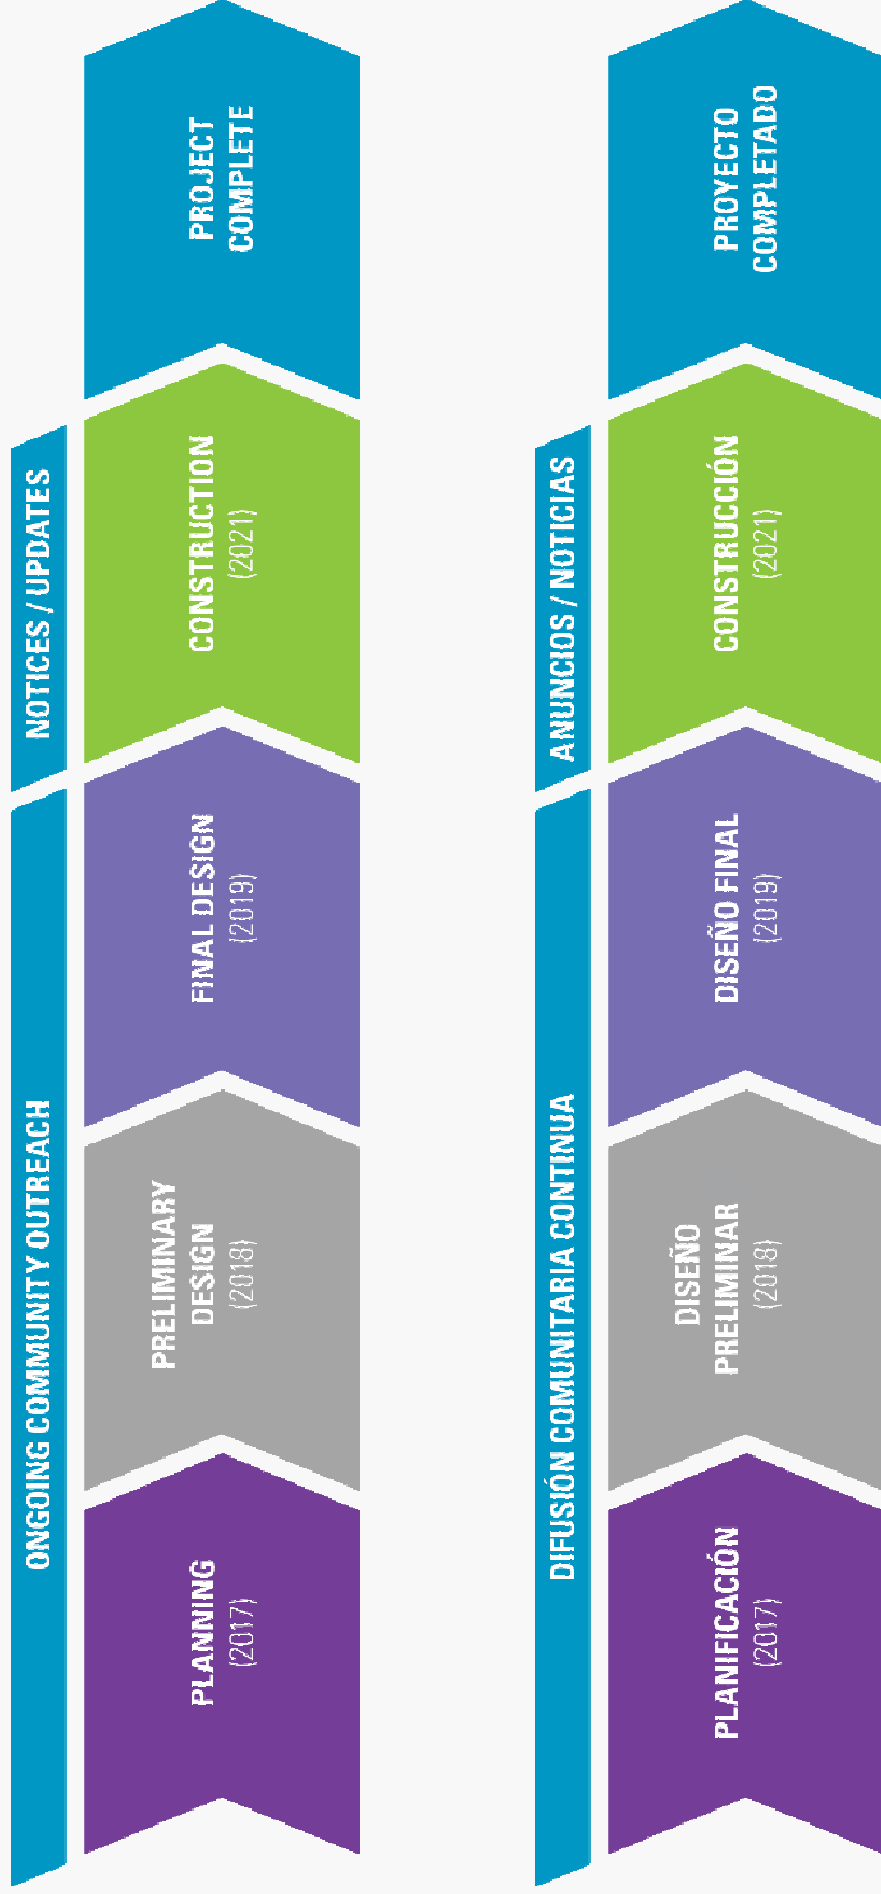 ONGOING COMMUNITY OUTREACH
NOTICES / UPDATES
PLANNING
(2017)
PRELIMINARY
DESIGN
(2018)
FINAL DESIGN
(2019)
CONSTRUCTION
(2021)
PROJECT
COMPLETE
DIFUSIÓN COMUNITARIA CONTINUA
ANUNCIOS / NOTICIAS
PLANIFICACIÓN
(2017)
DISEÑO
PRELIMINAR
(2018)
DISEÑO FINAL
(2019)
CONSTRUCCIÓN
(2021)
PROYECTO
COMPLETADO